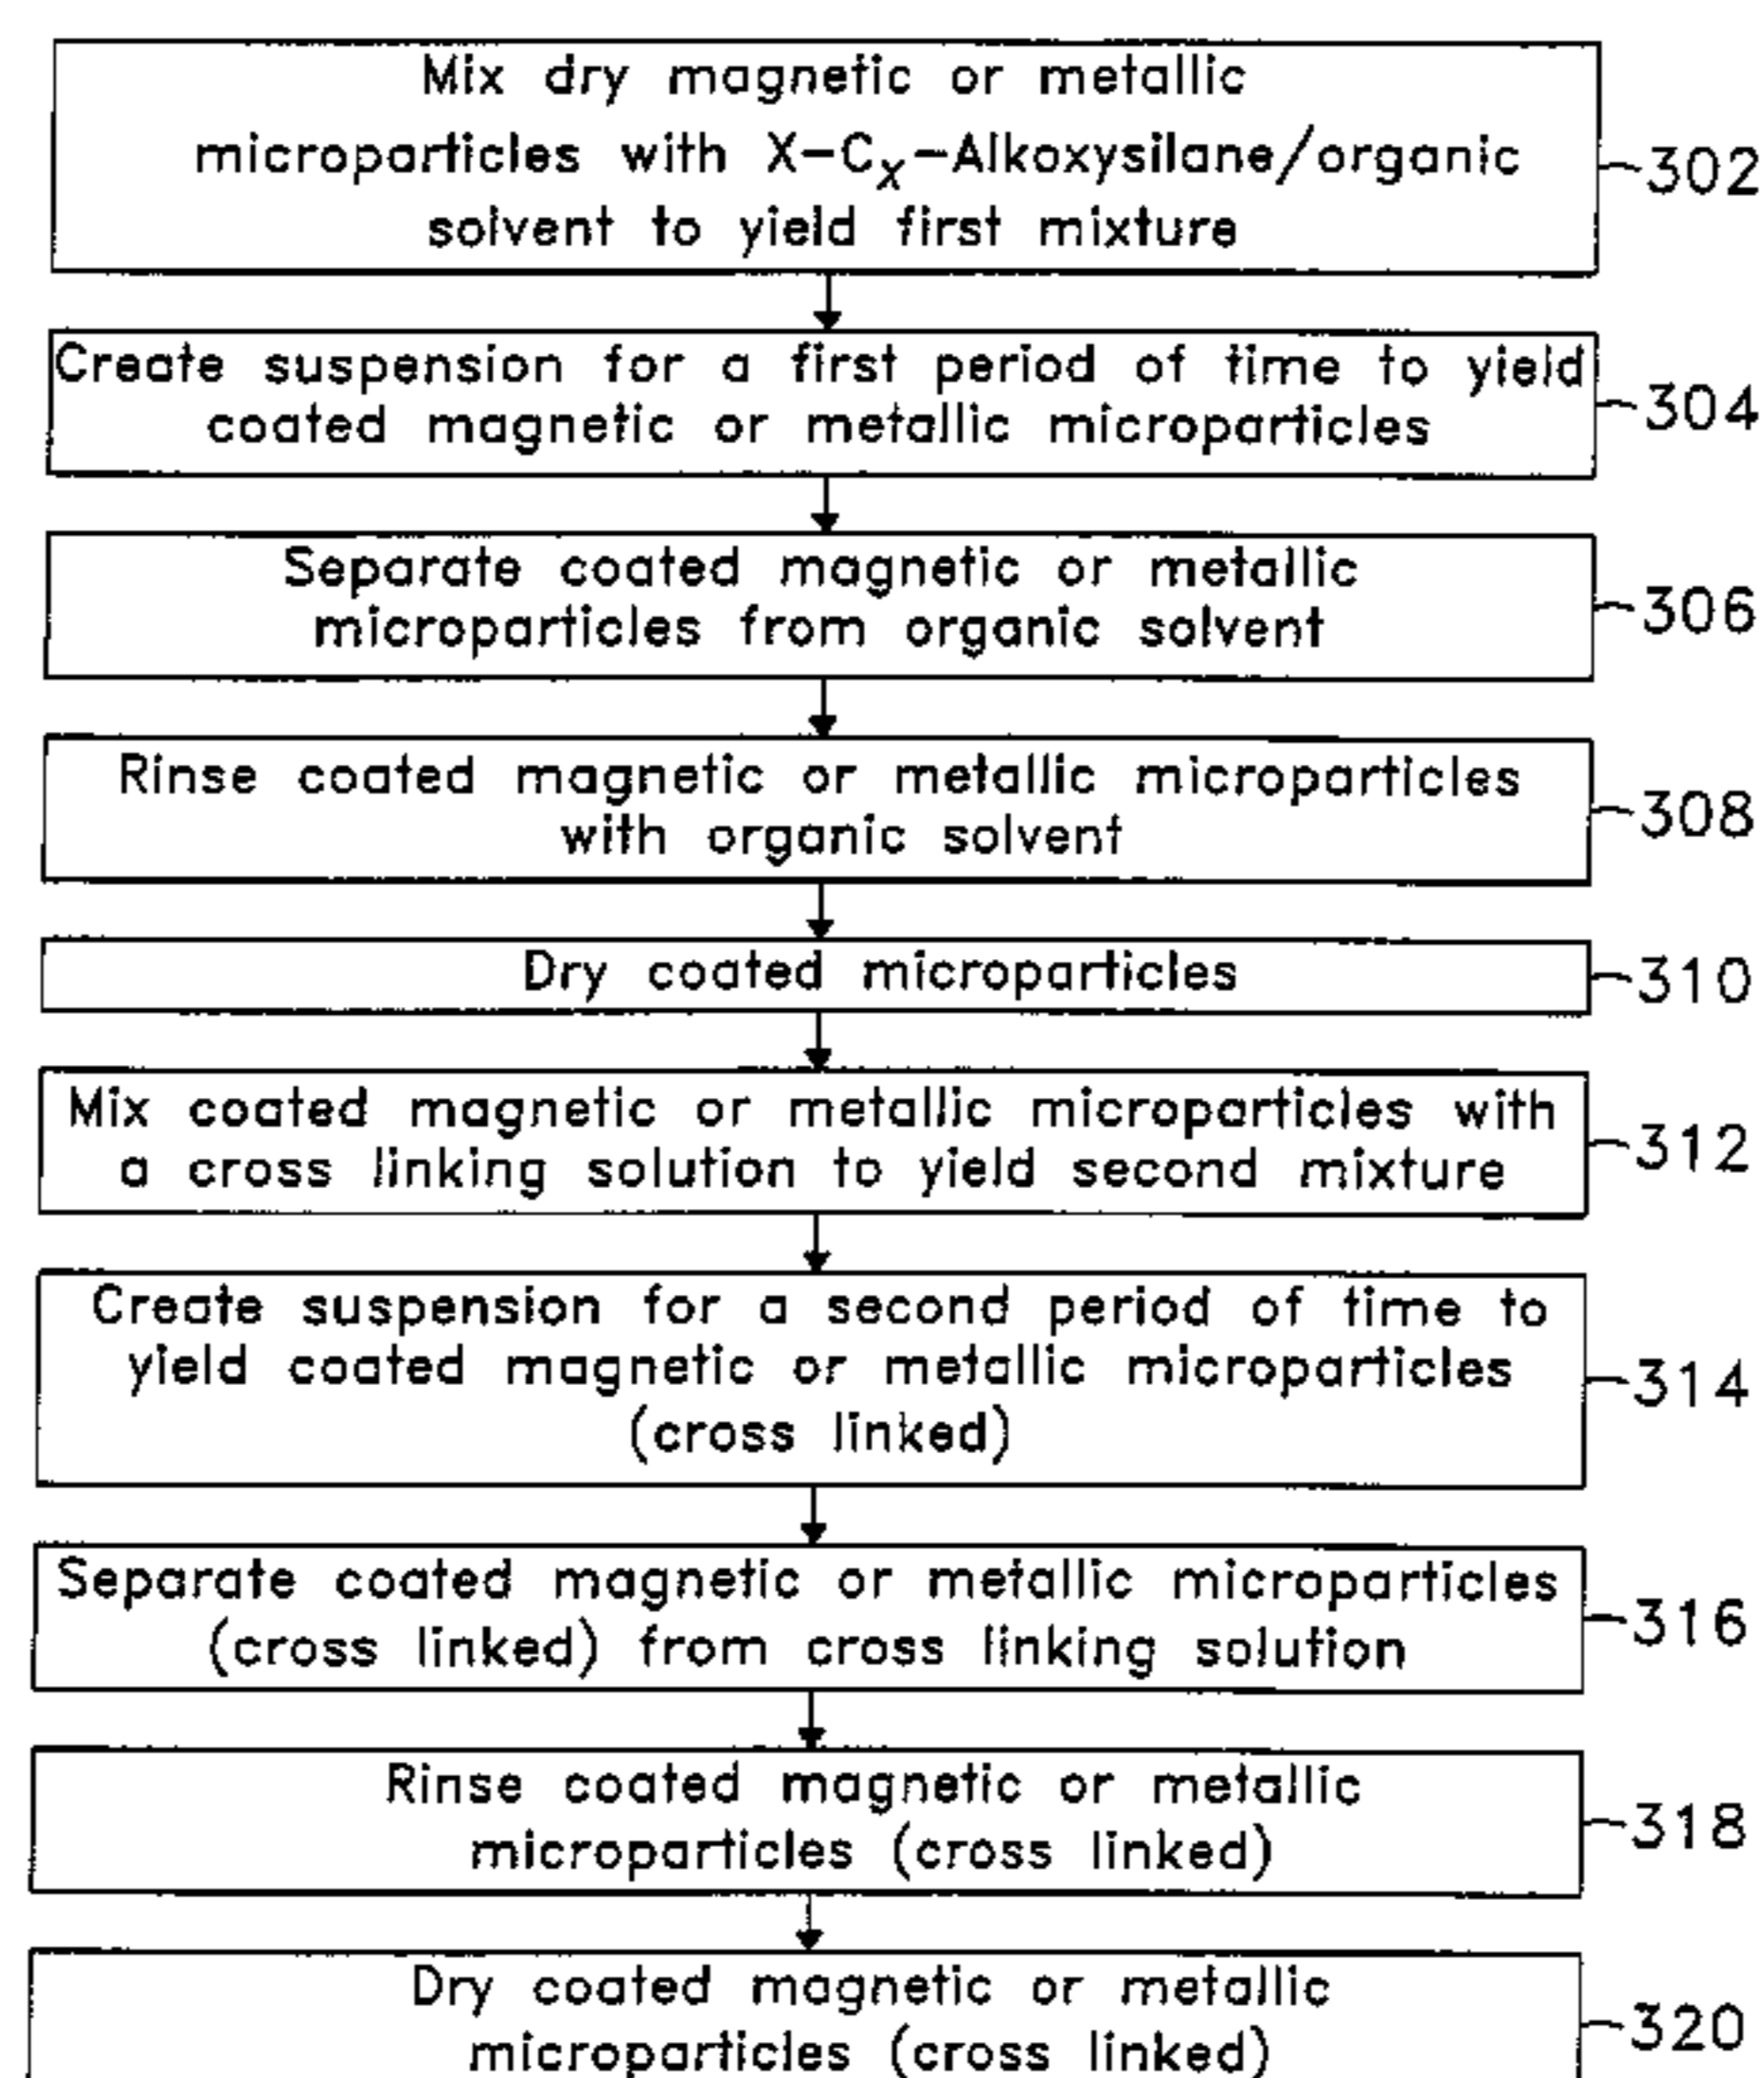 Mix dry magnetic or metallic
microparticles with X-Cx-Alkoxysilane/organic
solvent to yield first mixture
302
Create suspension for a first period of time to yield
coated magnetic or metallic microparticles
304
Separate coated magnetic or metallic
microparticles from organic solvent
306
Rinse coated magnetic or metallic microparticles
with organic solvent
308
Dry coated microparticles
310
Mix coated magnetic or metallic microparticles with
a cross linking solution to yield second mixture
312
Create suspension for a second period of time to
yield coated magnetic or metallic microparticles
(cross linked)
314
Separate coated magnetic or metallic microparticles
(cross linked) from cross linking solution
316
Rinse coated magnetic or metallic
microparticles (cross linked)
318
Dry coated magnetic or metallic
microparticles (cross linked)
320